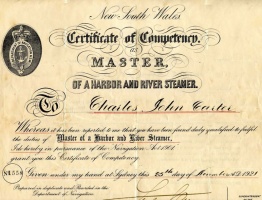 New South Wales
Certificate of Competency,
as
MASTER,
OF A HARBOR AND RIVER STEAMER.
To Charles John Carter
Whereas it has been reported to me that you have been found duly qualified to fulfil
the duties of Master of a Harbor and River Steamer,
I do hereby in pursuance of the Navigation Act 1901
grant you this Certificate of Competency.
Given under my hand at Sydney this 25th day of November 1921
Prepared in duplicate and Recorded in the
Department of Navigation.